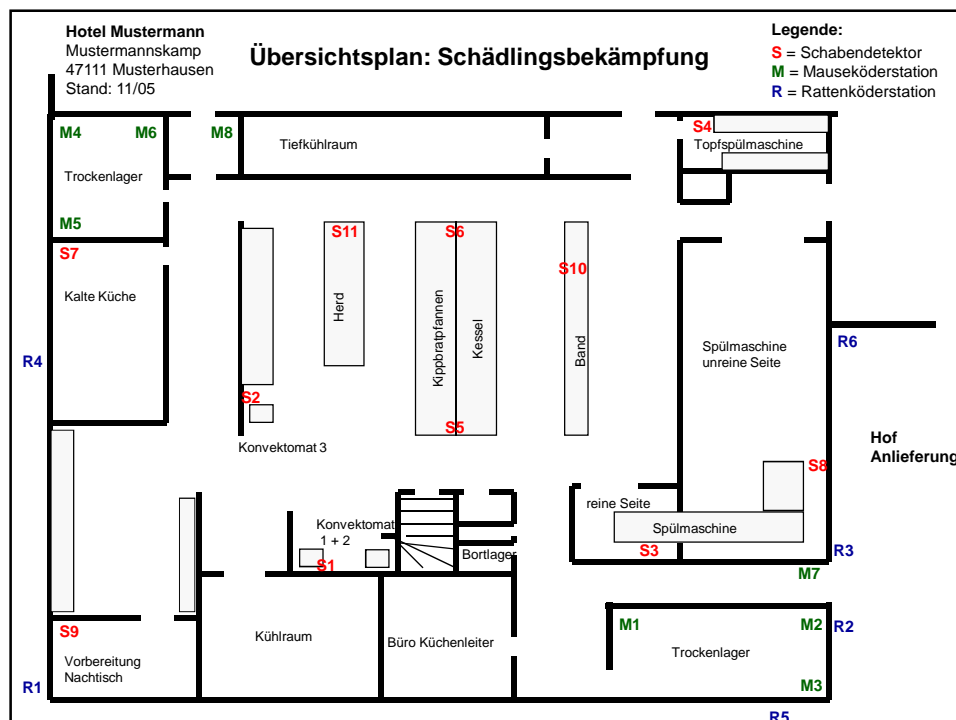 Hotel Mustermann
Mustermannskamp
47111 Musterhausen
Stand: 11/05
Übersichtsplan: Schädlingsbekämpfung
Legende:
S = Schabendetektor
M = Mauseköderstation
R = Rattenköderstation
M4
M6
M8
Tiefkühlraum
S4
Topfspülmaschine
Trockenlager
M5
S7
Kalte Küche
S11
Herd
S6
Kippbratpfannen
Kessel
S5
S10
Band
Spülmaschine
unreine Seite
R6
R4
S2
Konvektomat 3
Hof
Anlieferung
S8
reine Seite
Spülmaschine
S3
R3
M7
Konvektomat
1 + 2
S1
Bortlager
S9
Vorbereitung
Nachtisch
Kühlraum
Büro Küchenleiter
M1
M2
R2
Trockenlager
M3
R1
R5